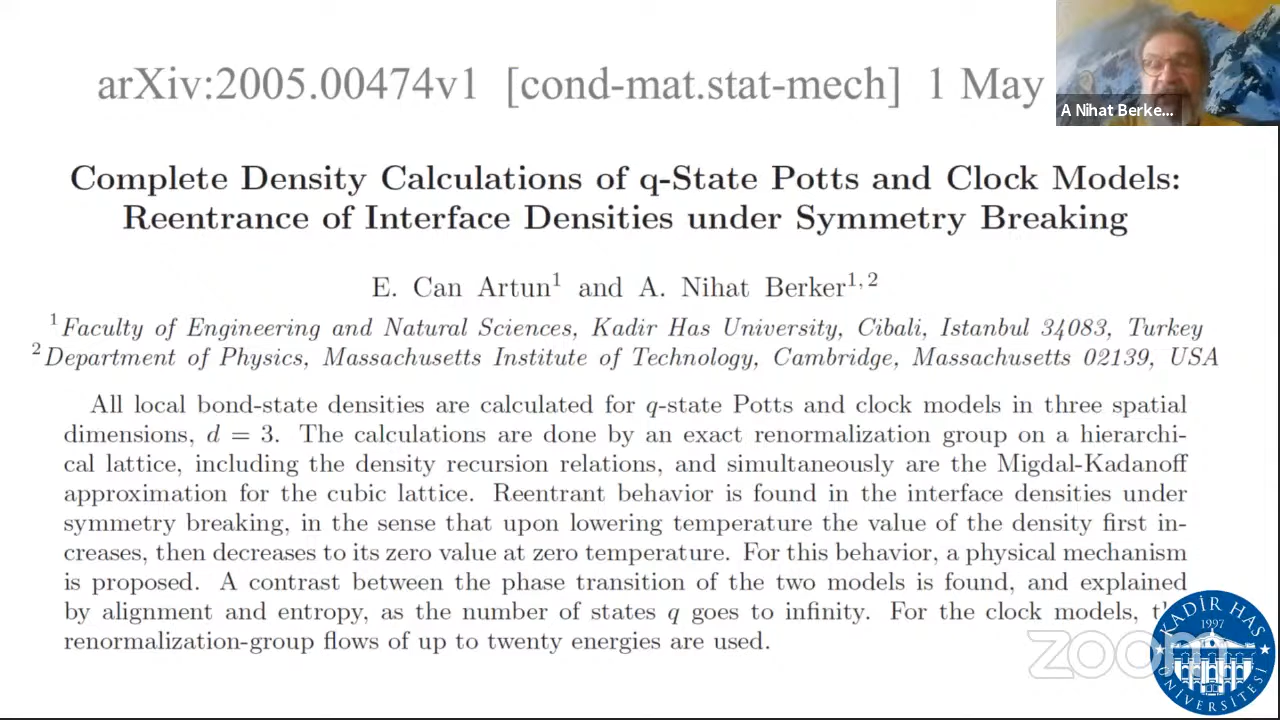 arXiv:2005.00474v1 [cond-mat.stat-mech] 1 May
A Nihat Berke...
Complete Density Calculations of q-State Potts and Clock Models:
Reentrance of Interface Densities under Symmetry Breaking
E. Can Artun1 and A. Nihat Berker1,2
1Faculty of Engineering and Natural Sciences, Kadir Has University, Cibali, Istanbul 34083, Turkey
2Department of Physics, Massachusetts Institute of Technology, Cambridge, Massachusetts 02139, USA
All local bond-state densities are calculated for q-state Potts and clock models in three spatial
dimensions, d = 3. The calculations are done by an exact renormalization group on a hierarchi-
cal lattice, including the density recursion relations, and simultaneously are the Migdal-Kadanoff
approximation for the cubic lattice. Reentrant behavior is found in the interface densities under
symmetry breaking, in the sense that upon lowering temperature the value of the density first in-
creases, then decreases to its zero value at zero temperature. For this behavior, a physical mechanism
is proposed. A contrast between the phase transition of the two models is found, and explained
by alignment and entropy, as the number of states q goes to infinity. For the clock models,
renormalization-group flows of up to twenty energies are used.
zoom
KADİR HAS
1997
ÜNİVERSİTESİ